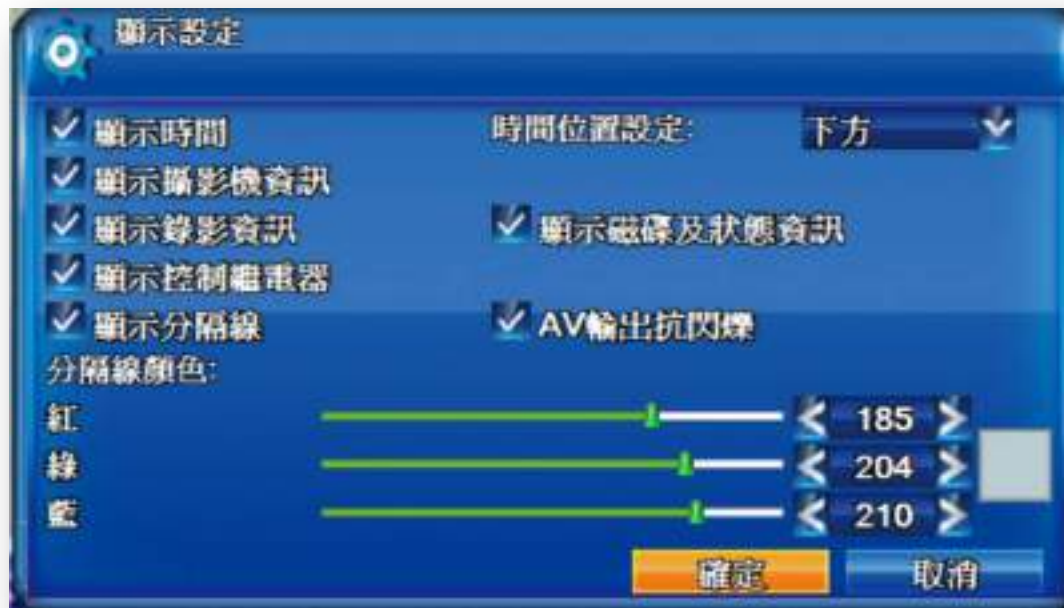 顯示設定
顯示時間 時間位置設定: 下方
顯示攝影機資訊
顯示錄影資訊 顯示磁碟及狀態資訊
顯示控制繼電器
顯示分隔線 AV輸出抗閃爍
分隔線顏色:
紅 185
綠 204
藍 210
確定 取消